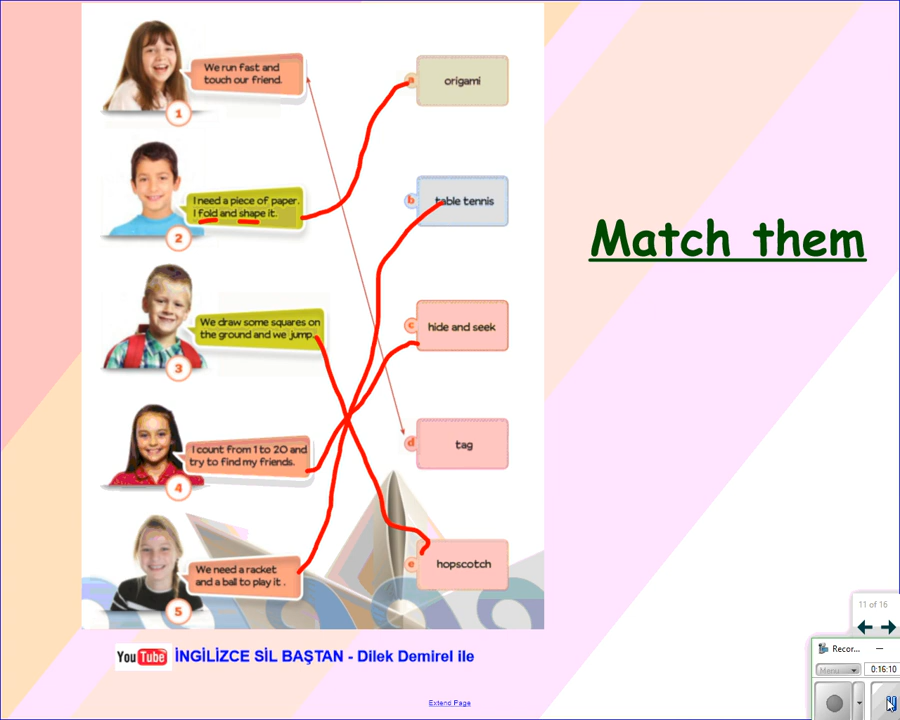 We run fast and
touch our friend.
1
a
origami
I need a piece of paper.
I fold and shape it.
2
b
table tennis
Match them
We draw some squares on
the ground and we jump.
3
c
hide and seek
I count from 1 to 20 and
try to find my friends.
4
d
tag
We need a racket
and a ball to play it .
5
e
hopscotch
YouTube İNGİLİZCE SİL BAŞTAN - Dilek Demirel ile
Extend Page
11 of 16
Recor...
Menu
0:16:10